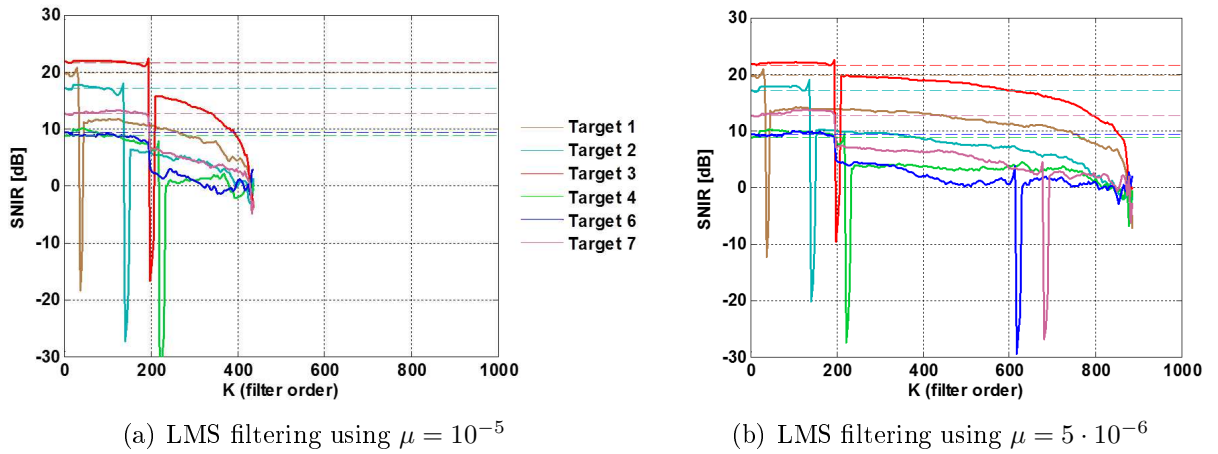 30
20
10
0
-10
-20
-30
SNIR [dB]
0 200 400 600 800 1000
K (filter order)
Target 1
Target 2
Target 3
Target 4
Target 6
Target 7
30
20
10
0
-10
-20
-30
SNIR [dB]
0 200 400 600 800 1000
K (filter order)
(a) LMS filtering using μ = 10⁻⁵
(b) LMS filtering using μ = 5 · 10⁻⁶